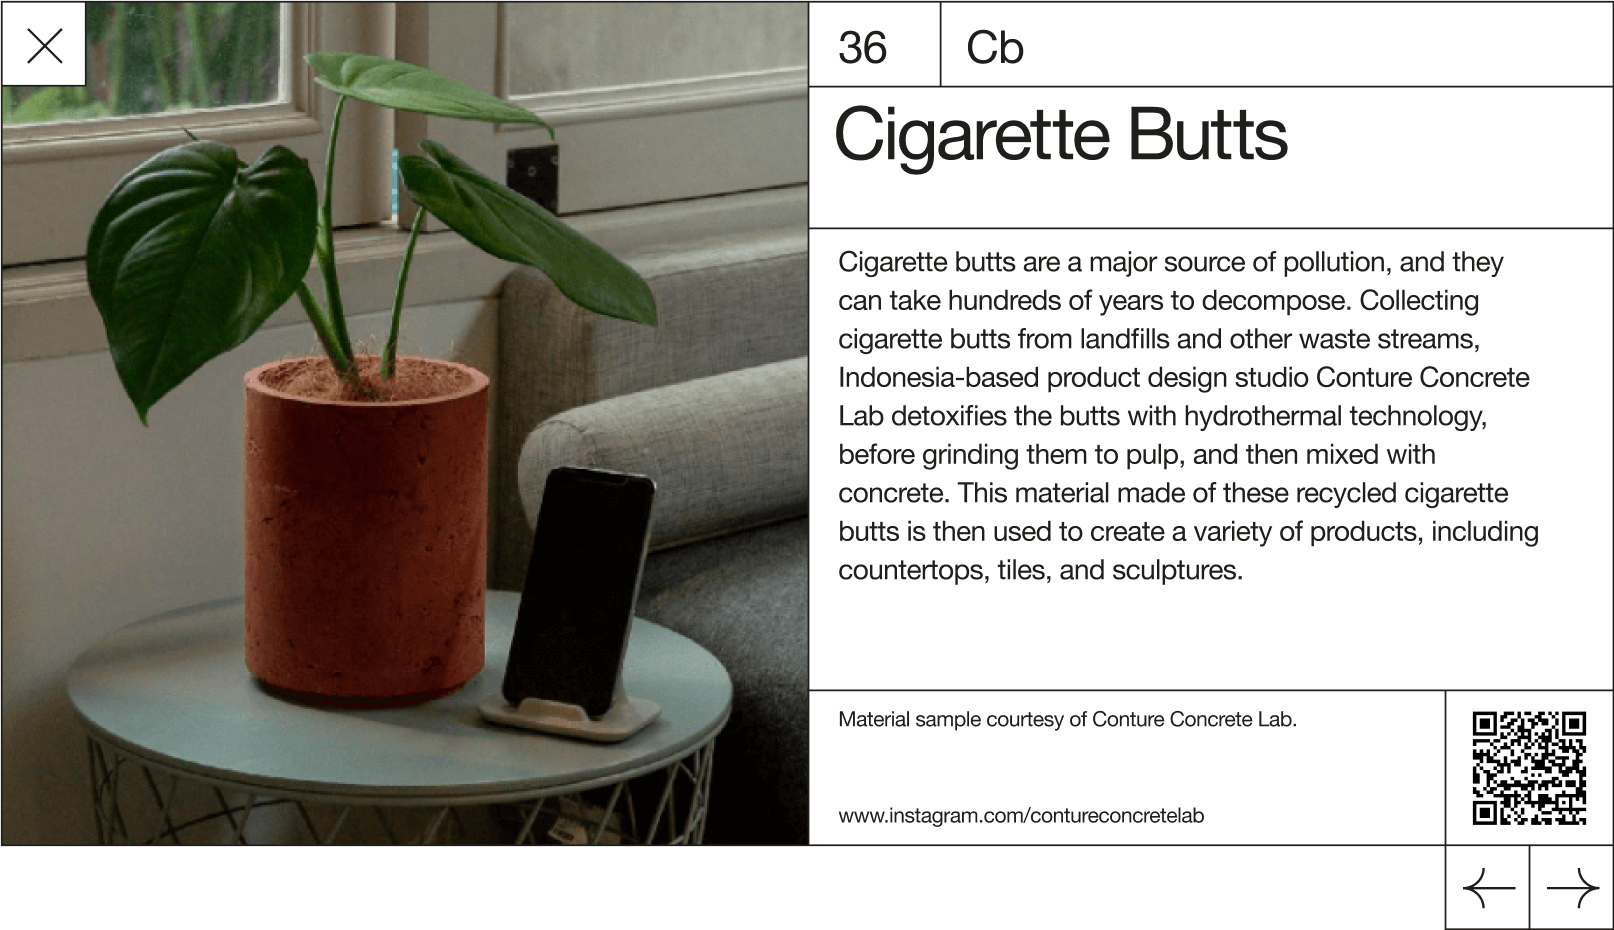 36
Cb
Cigarette Butts
Cigarette butts are a major source of pollution, and they
can take hundreds of years to decompose. Collecting
cigarette butts from landfills and other waste streams,
Indonesia-based product design studio Conture Concrete
Lab detoxifies the butts with hydrothermal technology,
before grinding them to pulp, and then mixed with
concrete. This material made of these recycled cigarette
butts is then used to create a variety of products, including
countertops, tiles, and sculptures.
Material sample courtesy of Conture Concrete Lab.
www.instagram.com/contureconcretelab